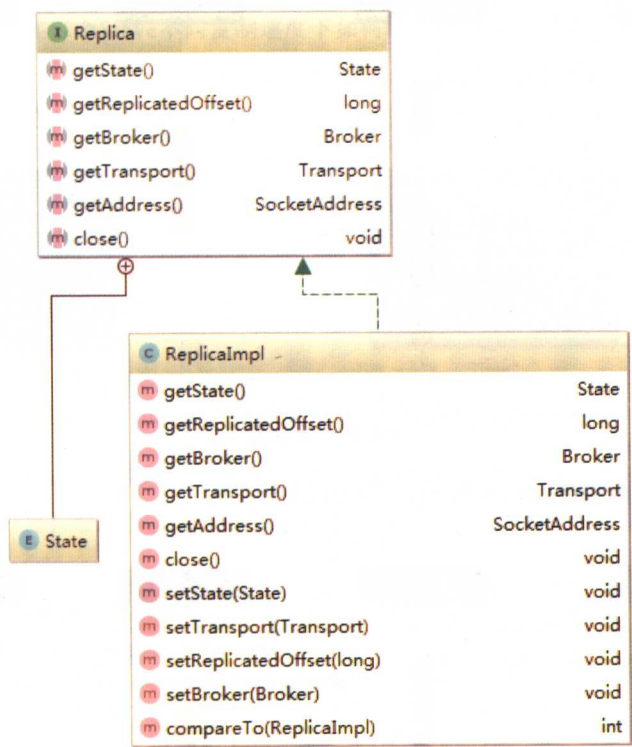 I Replica
m getState() State
m getReplicatedOffset() long
m getBroker() Broker
m getTransport() Transport
m getAddress() SocketAddress
m close() void
C ReplicaImpl
m getState() State
m getReplicatedOffset() long
m getBroker() Broker
m getTransport() Transport
m getAddress() SocketAddress
m close() void
m setState(State) void
m setTransport(Transport) void
m setReplicatedOffset(long) void
m setBroker(Broker) void
m compareTo(ReplicaImpl) int
E State